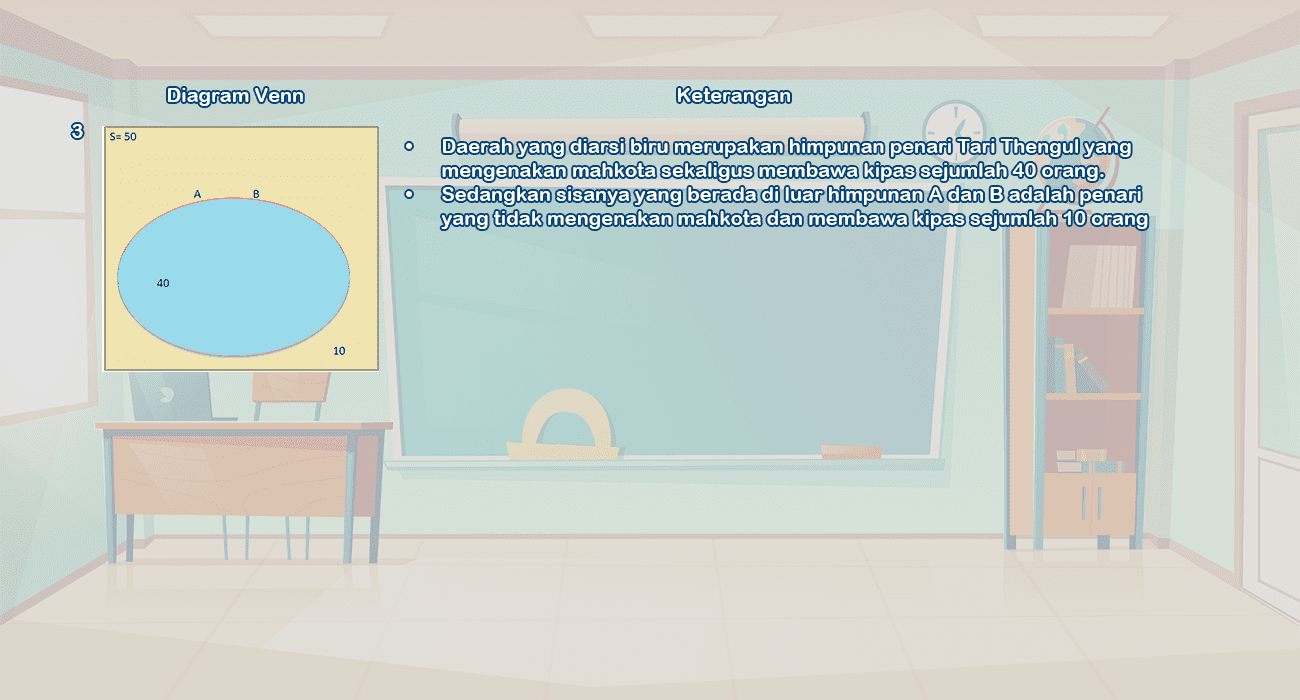 Diagram Venn
Keterangan
3
S= 50
A
B
40
10
Daerah yang diarsi biru merupakan himpunan penari Tari Thengul yang
mengenakan mahkota sekaligus membawa kipas sejumlah 40 orang.
Sedangkan sisanya yang berada di luar himpunan A dan B adalah penari
yang tidak mengenakan mahkota dan membawa kipas sejumlah 10 orang